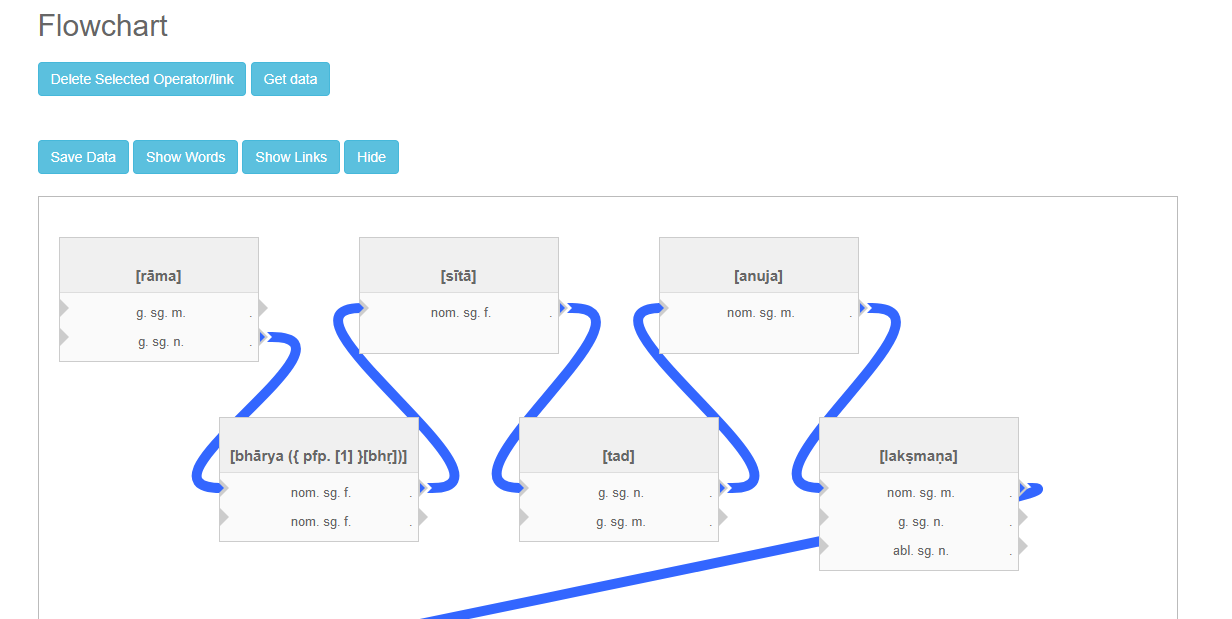 Flowchart
Delete Selected Operator/link Get data
Save Data Show Words Show Links Hide
[rāma]
g. sg. m. .
g. sg. n. .
[sītā]
nom. sg. f. .
[anuja]
nom. sg. m. .
[bhārya ({ pfp. [1] }[bhṛ])]
nom. sg. f. .
nom. sg. f. .
[tad]
g. sg. n. .
g. sg. m. .
[lakṣmaṇa]
nom. sg. m. .
g. sg. n. .
abl. sg. n. .